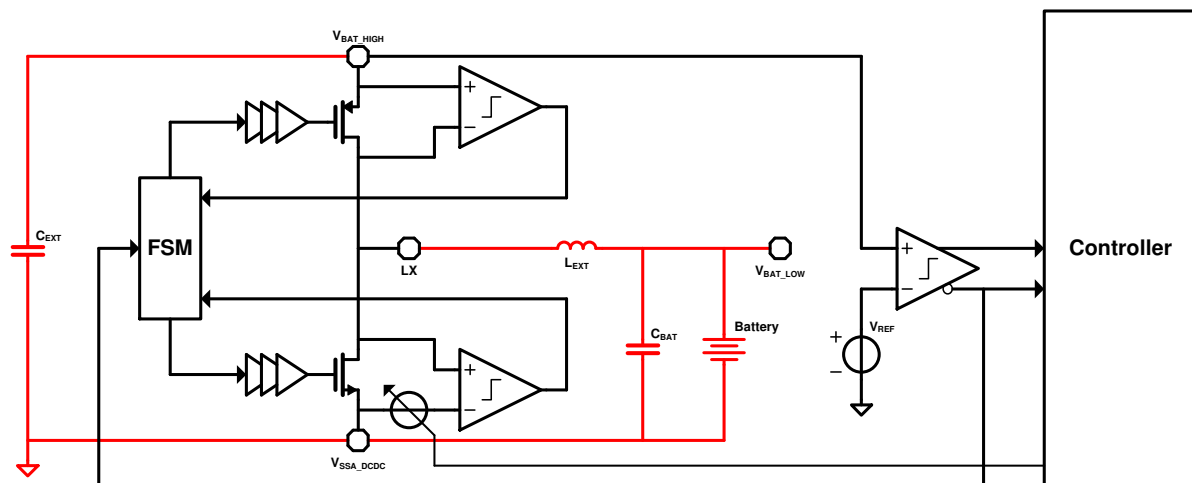 V_BAT_HIGH
+
−
C_EXT
FSM
LX
L_EXT
V_BAT_LOW
+
−
Controller
C_BAT
Battery
V_REF
+
−
+
−
V_SSA_DCDC